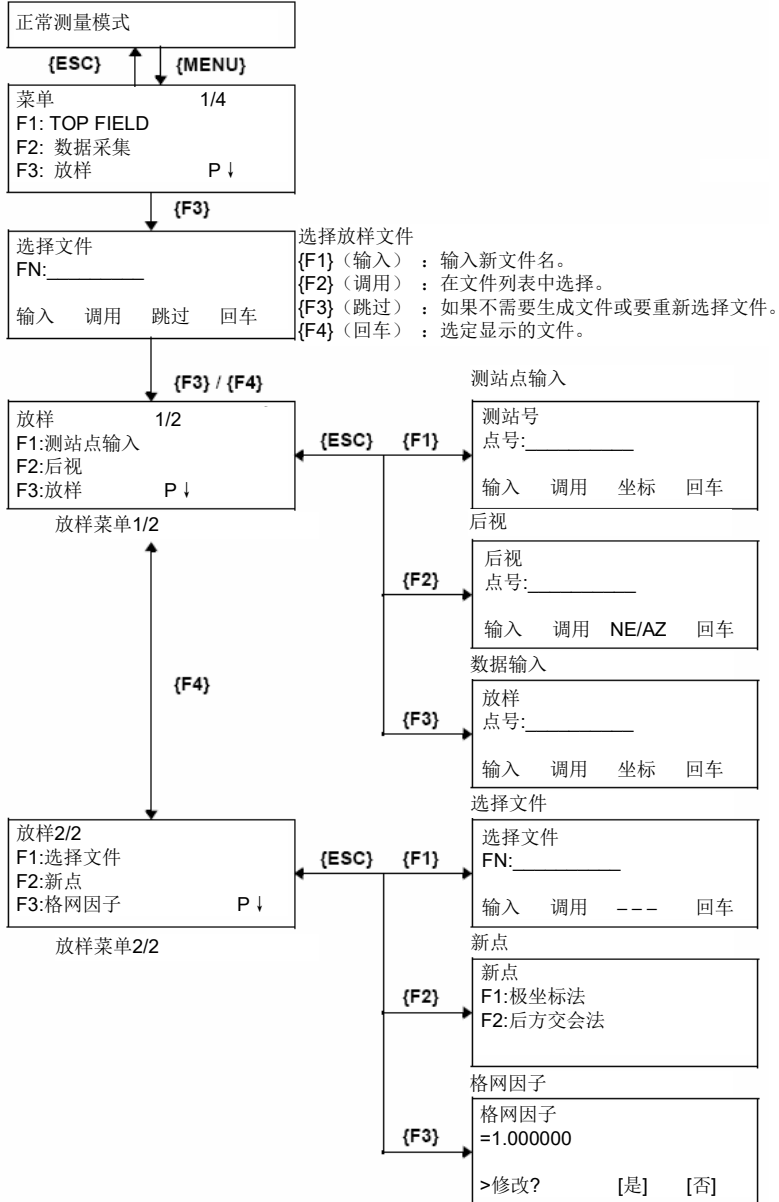 正常测量模式
{ESC} {MENU}
菜单 1/4
F1: TOP FIELD
F2: 数据采集
F3: 放样 P↓
{F3}
选择文件
FN:_________
输入 调用 跳过 回车
选择放样文件
{F1}（输入）：输入新文件名。
{F2}（调用）：在文件列表中选择。
{F3}（跳过）：如果不需要生成文件或要重新选择文件。
{F4}（回车）：选定显示的文件。
{F3} / {F4}
放样 1/2
F1:测站点输入
F2:后视
F3:放样 P↓
放样菜单1/2
{ESC} {F1}
测站点输入
测站号
点号:__________
输入 调用 坐标 回车
{F2}
后视
后视
点号:__________
输入 调用 NE/AZ 回车
{F3}
数据输入
放样
点号:__________
输入 调用 坐标 回车
{F4}
放样2/2
F1:选择文件
F2:新点
F3:格网因子 P↓
放样菜单2/2
{ESC} {F1}
选择文件
选择文件
FN:__________
输入 调用 --- 回车
{F2}
新点
新点
F1:极坐标法
F2:后方交会法
{F3}
格网因子
格网因子
=1.000000
>修改? [是] [否]